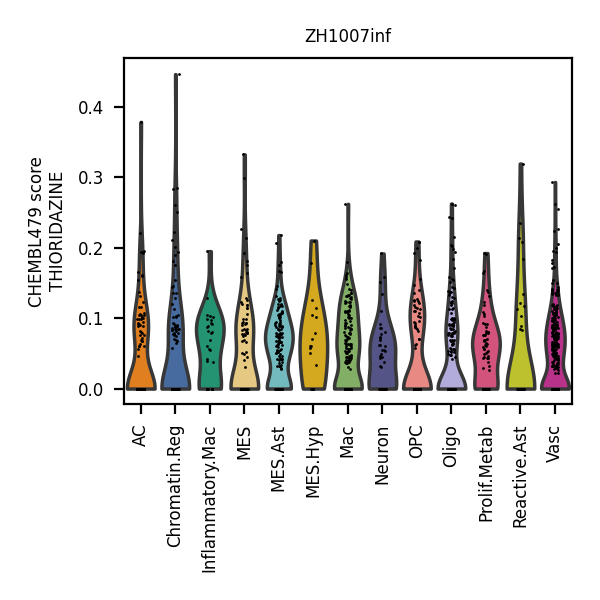 ZH1007inf
CHEMBL479 score
THIORIDAZINE
0.4
0.3
0.2
0.1
0.0
AC
Chromatin.Reg
Inflammatory.Mac
MES
MES.Ast
MES.Hyp
Mac
Neuron
OPC
Oligo
Prolif.Metab
Reactive.Ast
Vasc